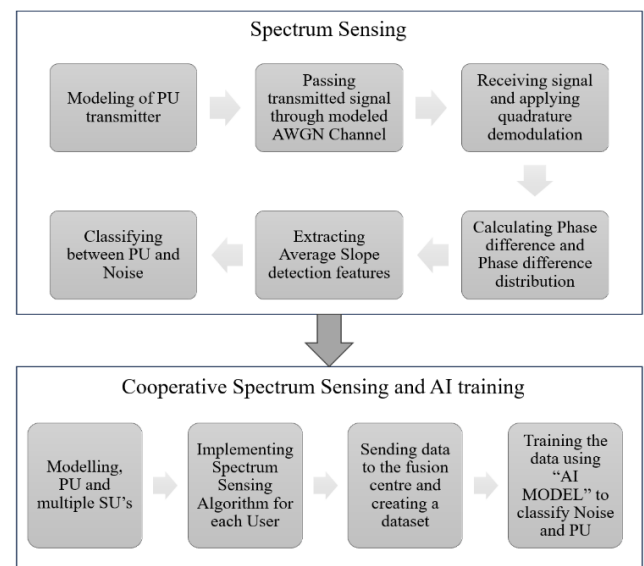 Spectrum Sensing
Modeling of PU
transmitter
Passing
transmitted signal
through modeled
AWGN Channel
Receiving signal
and applying
quadrature
demodulation
Calculating Phase
difference and
Phase difference
distribution
Extracting
Average Slope
detection features
Classifying
between PU and
Noise
Cooperative Spectrum Sensing and AI training
Modelling,
PU and
multiple SU's
Implementing
Spectrum
Sensing
Algorithm for
each User
Sending data
to the fusion
centre and
creating a
dataset
Training the
data using
“AI
MODEL” to
classify Noise
and PU